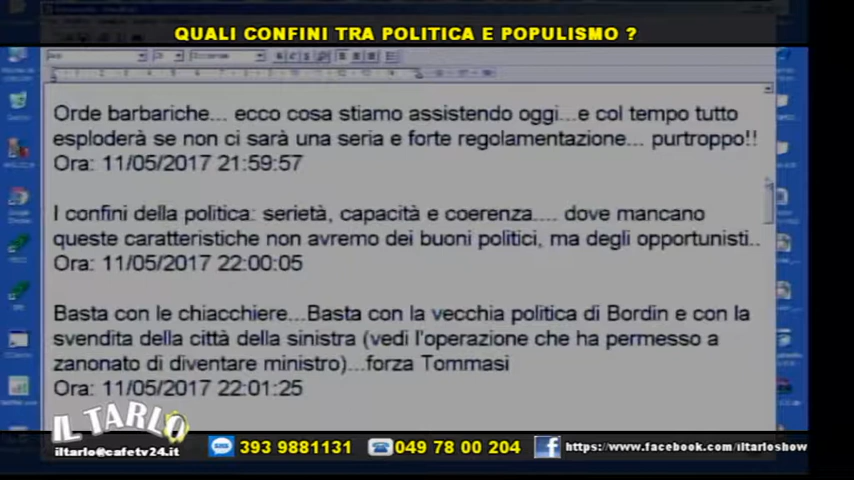 QUALI CONFINI TRA POLITICA E POPULISMO ?
Orde barbariche... ecco cosa stiamo assistendo oggi...e col tempo tutto
esploderà se non ci sarà una seria e forte regolamentazione... purtroppo!!
Ora: 11/05/2017 21:59:57
I confini della politica: serietà, capacità e coerenza.... dove mancano
queste caratteristiche non avremo dei buoni politici, ma degli opportunisti..
Ora: 11/05/2017 22:00:05
Basta con le chiacchiere...Basta con la vecchia politica di Bordin e con la
svendita della città della sinistra (vedi l'operazione che ha permesso a
zanonato di diventare ministro)...forza Tommasi
Ora: 11/05/2017 22:01:25
IL TARLO
iltarlo@cafetv24.it
SMS 393 9881131 049 78 00 204 f https://www.facebook.com/iltarloshow